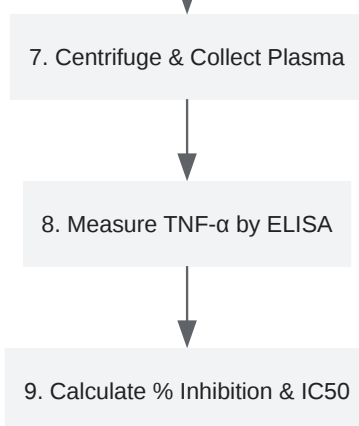 7. Centrifuge & Collect Plasma
8. Measure TNF-α by ELISA
9. Calculate % Inhibition & IC50